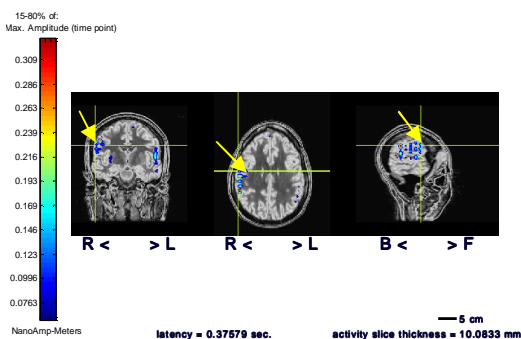 15-80% of:
Max. Amplitude (time point)
0.309
0.286
0.263
0.239
0.216
0.193
0.169
0.146
0.123
0.0996
0.0763
NanoAmp-Meters
R < > L
R < > L
B < > F
5 cm
latency = 0.37579 sec.
activity slice thickness = 10.0833 mm